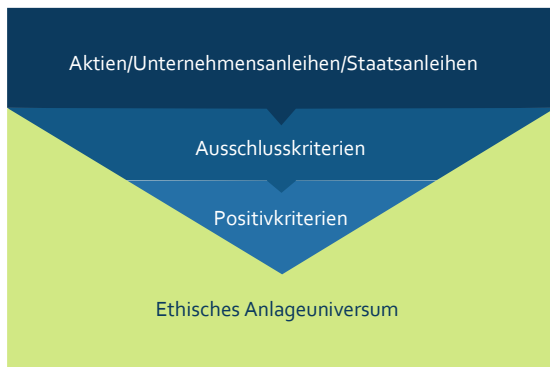 Aktien/Unternehmensanleihen/Staatsanleihen
Ausschlusskriterien
Positivkriterien
Ethisches Anlageuniversum